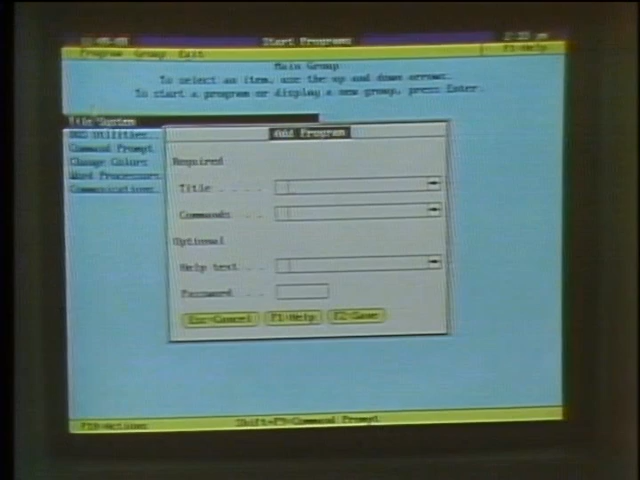 Start Programs
Program Group Exit F1=Help
Main Group
To select an item, use the up and down arrows.
To start a program or display a new group, press Enter.
File System
DOS Utilities...
Command Prompt
Change Colors
Word Processors
Communications
Add Program
Required
Title . . . .
Commands . . .
Optional
Help text . . .
Password . . .
Esc=Cancel F1=Help F2=Save
F10=Actions Shift+F9=Command Prompt